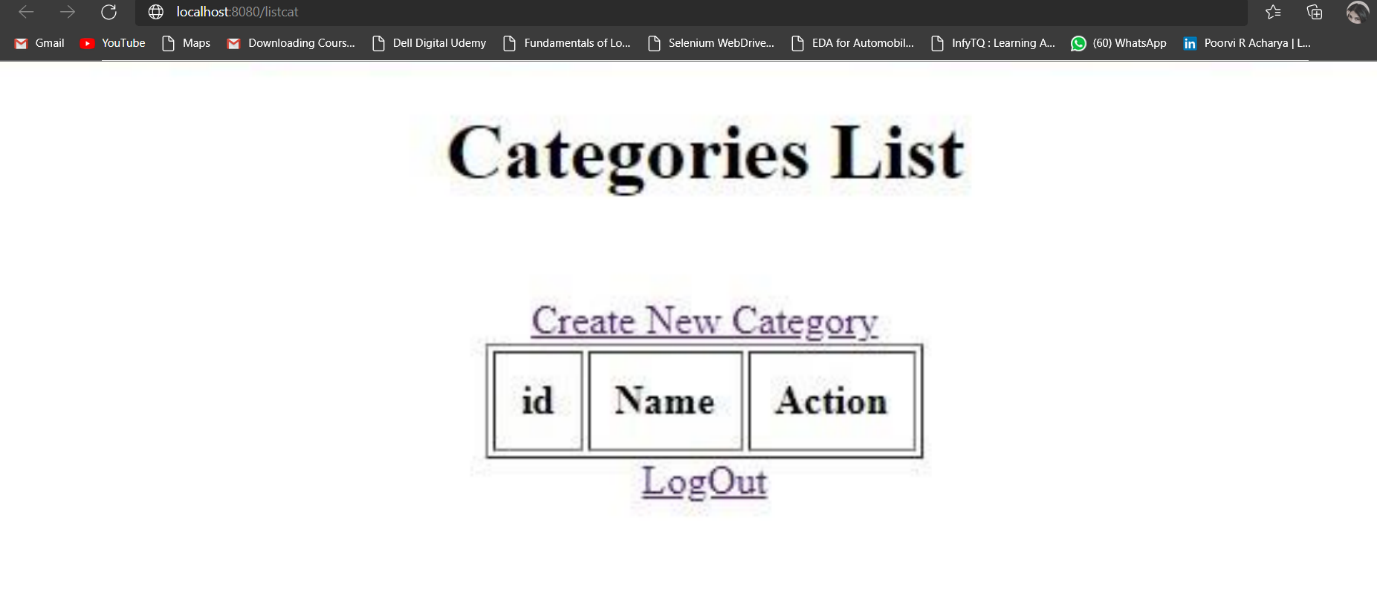 localhost:8080/listcat
Gmail YouTube Maps Downloading Cours... Dell Digital Udemy Fundamentals of Lo... Selenium WebDrive... EDA for Automobil... InfyTQ : Learning A... (60) WhatsApp in Poorvi R Acharya | L...
Categories List
Create New Category
id Name Action
LogOut